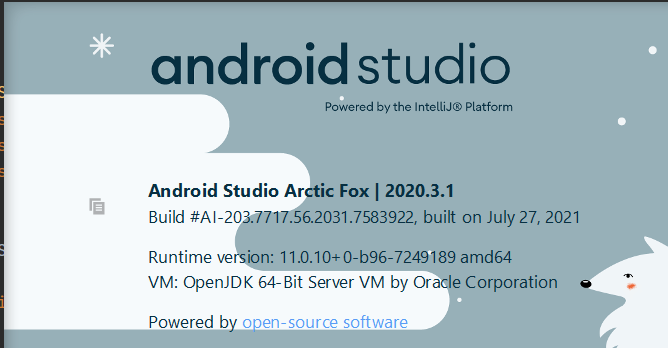 android studio
Powered by the IntelliJ® Platform
Android Studio Arctic Fox | 2020.3.1
Build #AI-203.7717.56.2031.7583922, built on July 27, 2021
Runtime version: 11.0.10+0-b96-7249189 amd64
VM: OpenJDK 64-Bit Server VM by Oracle Corporation
Powered by open-source software